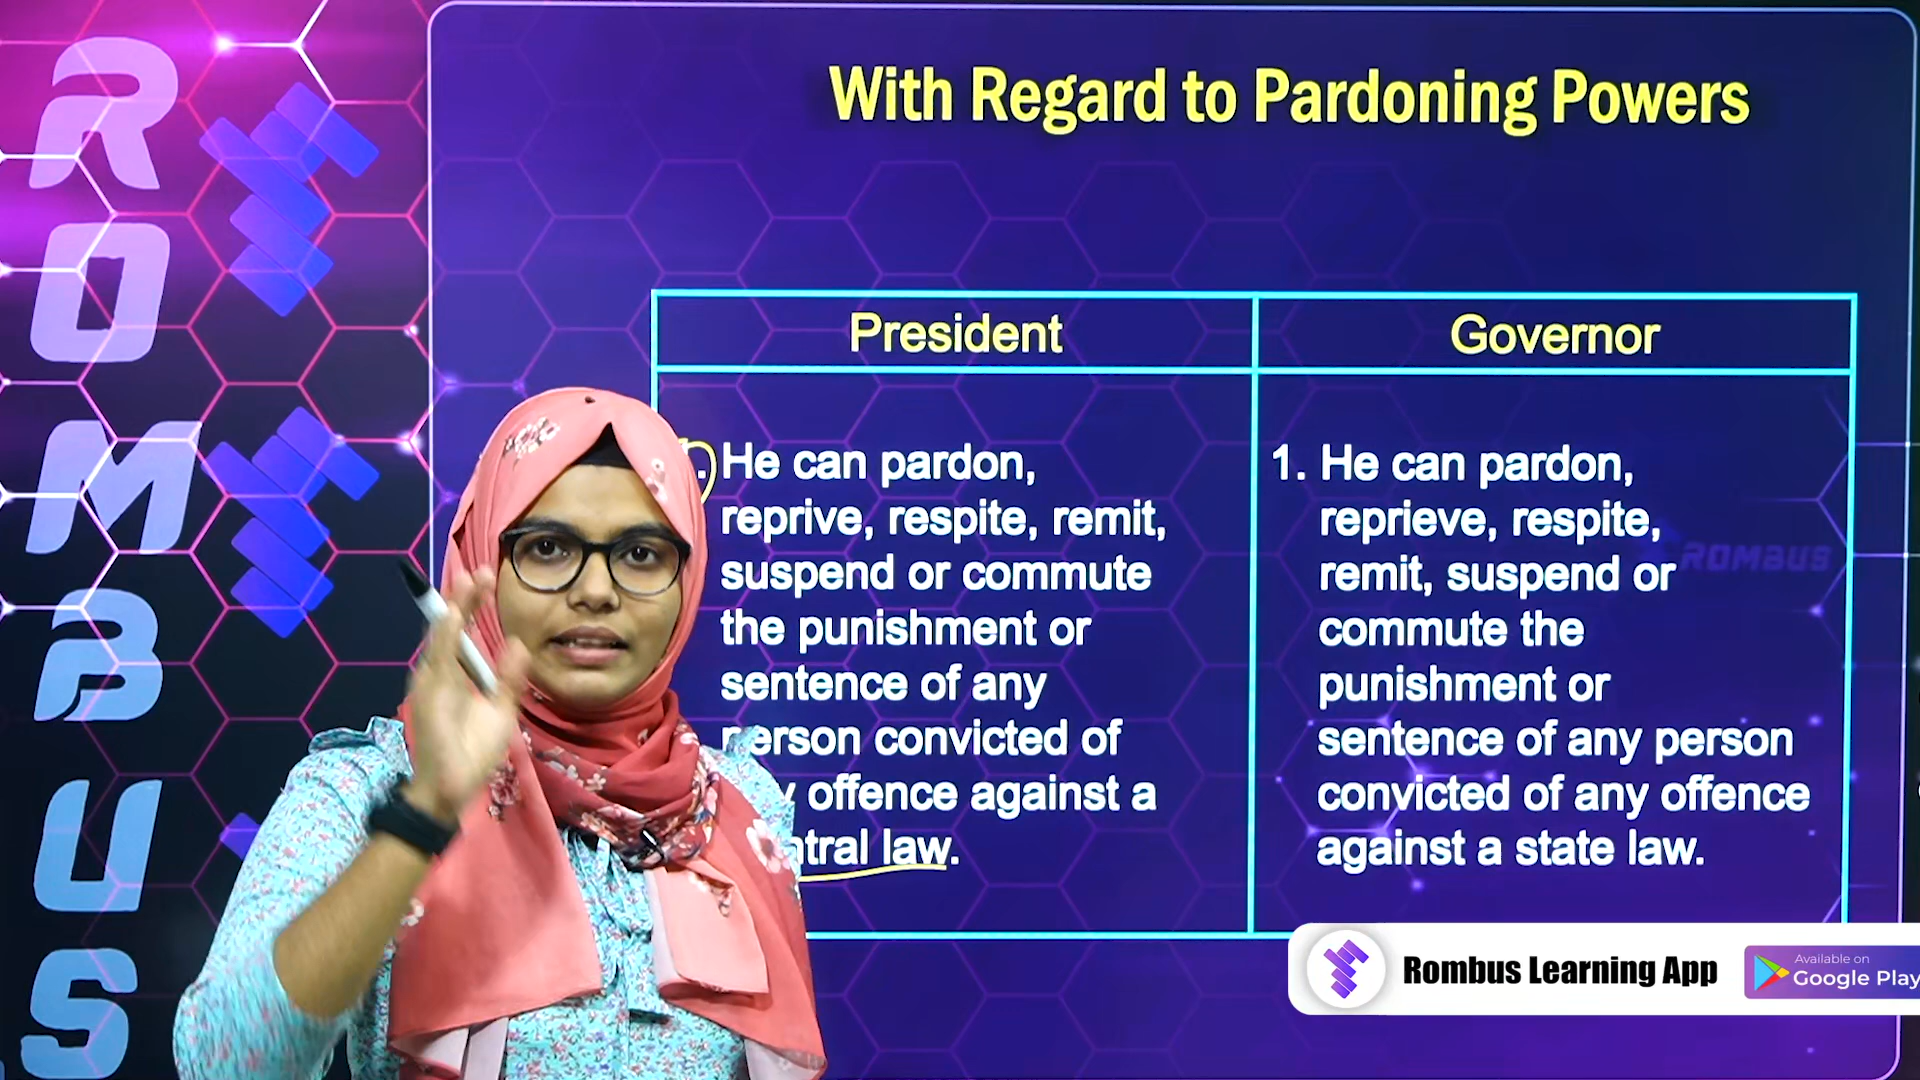 ROMBUS
With Regard to Pardoning Powers
President
Governor
He can pardon,
reprive, respite, remit,
suspend or commute
the punishment or
sentence of any
person convicted of
offence against a
law.
1. He can pardon,
reprieve, respite,
remit, suspend or
commute the
punishment or
sentence of any person
convicted of any offence
against a state law.
ROMBUS
Rombus Learning App
Available on
Google Play